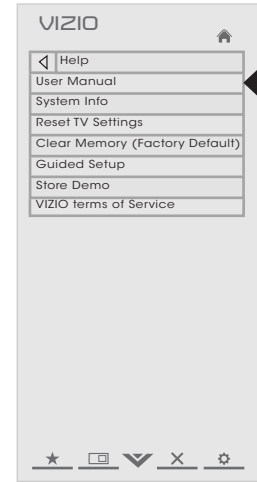 VIZIO
Help
User Manual
System Info
Reset TV Settings
Clear Memory (Factory Default)
Guided Setup
Store Demo
VIZIO terms of Service